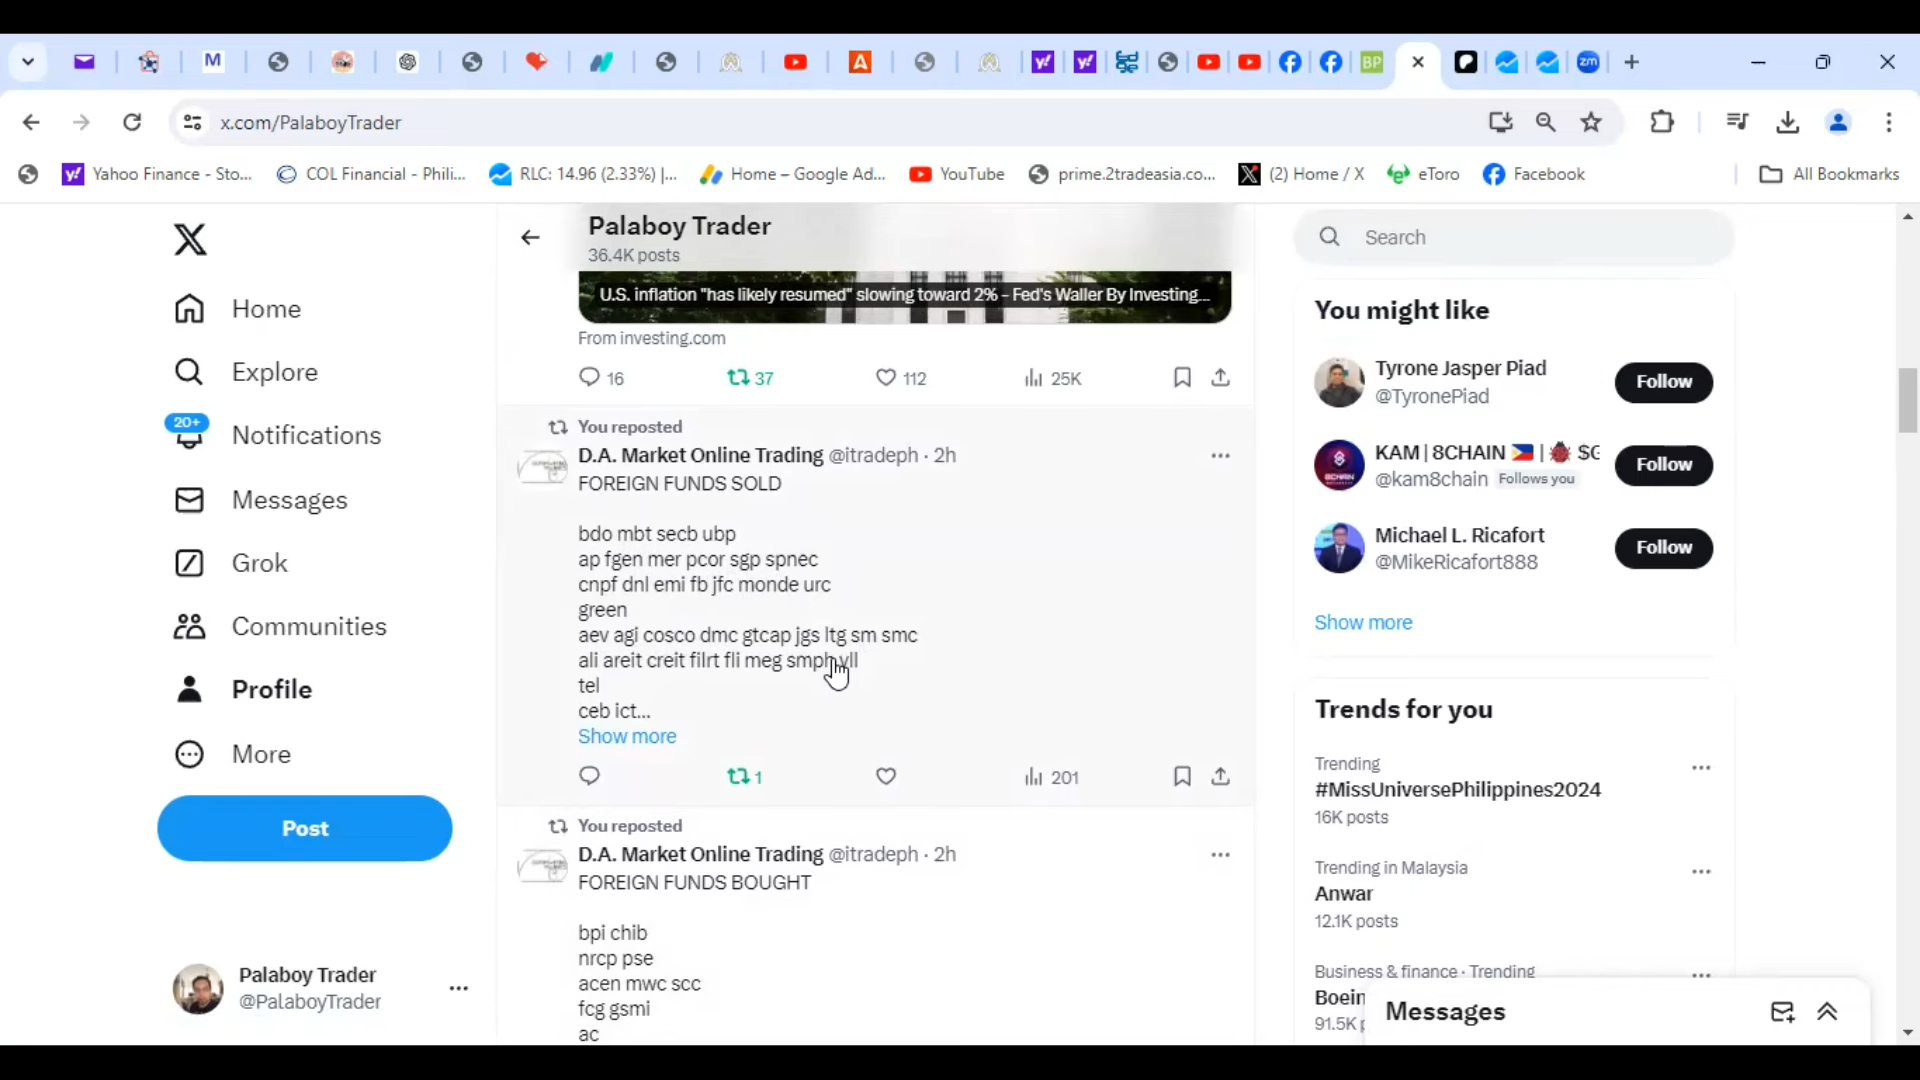 M
A
y!
y!
BP
zm
x.com/PalaboyTrader
Yahoo Finance - Sto...
COL Financial - Phili...
RLC: 14.96 (2.33%) |...
Home – Google Ad...
YouTube
prime.2tradeasia.co...
(2) Home / X
eToro
Facebook
All Bookmarks
Home
Explore
20+
Notifications
Messages
Grok
Communities
Profile
More
Post
Palaboy Trader
@PalaboyTrader
Palaboy Trader
36.4K posts
U.S. inflation "has likely resumed" slowing toward 2% - Fed's Waller By Investing...
From investing.com
16
37
112
25K
You reposted
D.A. Market Online Trading @itradeph · 2h
FOREIGN FUNDS SOLD
bdo mbt secb ubp
ap fgen mer pcor sgp spnec
cnpf dnl emi fb jfc monde urc
green
aev agi cosco dmc gtcap jgs ltg sm smc
ali areit creit filrt fli meg smph vll
tel
ceb ict...
Show more
1
201
You reposted
D.A. Market Online Trading @itradeph · 2h
FOREIGN FUNDS BOUGHT
bpi chib
nrcp pse
acen mwc scc
fcg gsmi
ac
Search
You might like
Tyrone Jasper Piad
@TyronePiad
Follow
KAM | 8CHAIN 🇵🇭 | 🐞 $G
@kam8chain Follows you
Follow
Michael L. Ricafort
@MikeRicafort888
Follow
Show more
Trends for you
Trending
#MissUniversePhilippines2024
16K posts
Trending in Malaysia
Anwar
12.1K posts
Business & finance · Trending
Boein
91.5K
Messages